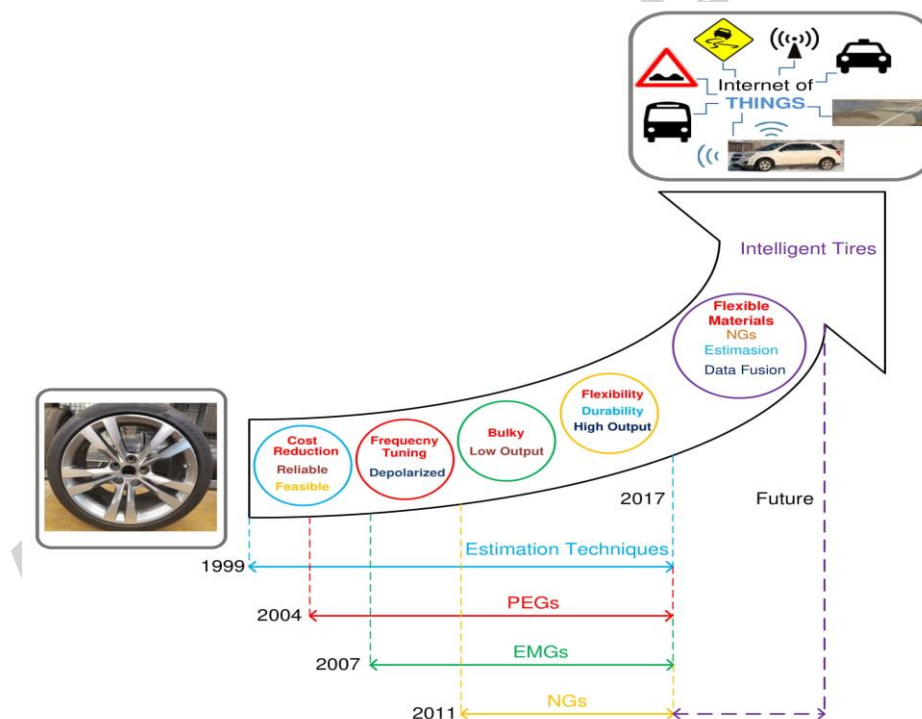 Internet of
THINGS
Intelligent Tires
Flexible
Materials
NGs
Estimasion
Data Fusion
Flexibility
Durability
High Output
Bulky
Low Output
Frequecny
Tuning
Depolarized
Cost
Reduction
Reliable
Feasible
2017
Future
Estimation Techniques
1999
PEGs
2004
EMGs
2007
NGs
2011